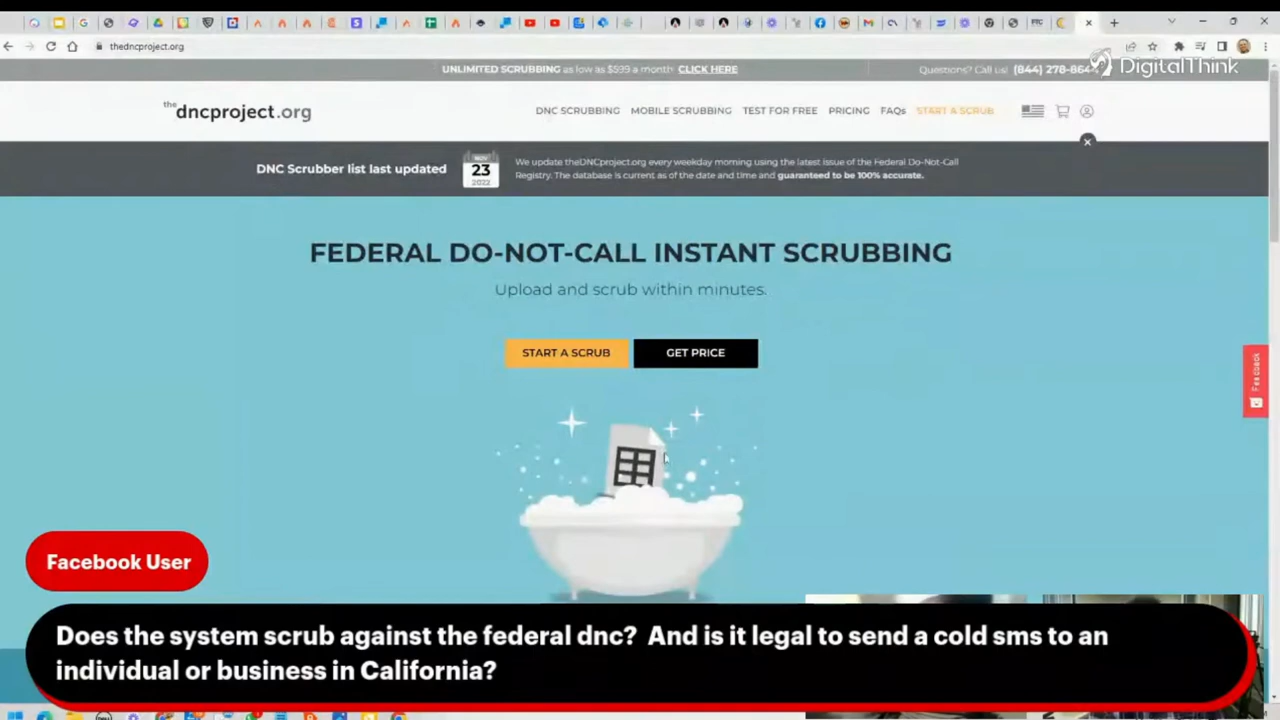 thedncproject.org
UNLIMITED SCRUBBING as low as $599 a month CLICK HERE
Questions? Call us! (844) 278-864
DigitalThink
the dncproject.org
DNC SCRUBBING MOBILE SCRUBBING TEST FOR FREE PRICING FAQs START A SCRUB
DNC Scrubber list last updated
NOV
23
2022
We update theDNCproject.org every weekday morning using the latest issue of the Federal Do-Not-Call
Registry. The database is current as of the date and time and guaranteed to be 100% accurate.
FEDERAL DO-NOT-CALL INSTANT SCRUBBING
Upload and scrub within minutes.
START A SCRUB
GET PRICE
Feedback
Facebook User
Does the system scrub against the federal dnc? And is it legal to send a cold sms to an
individual or business in California?